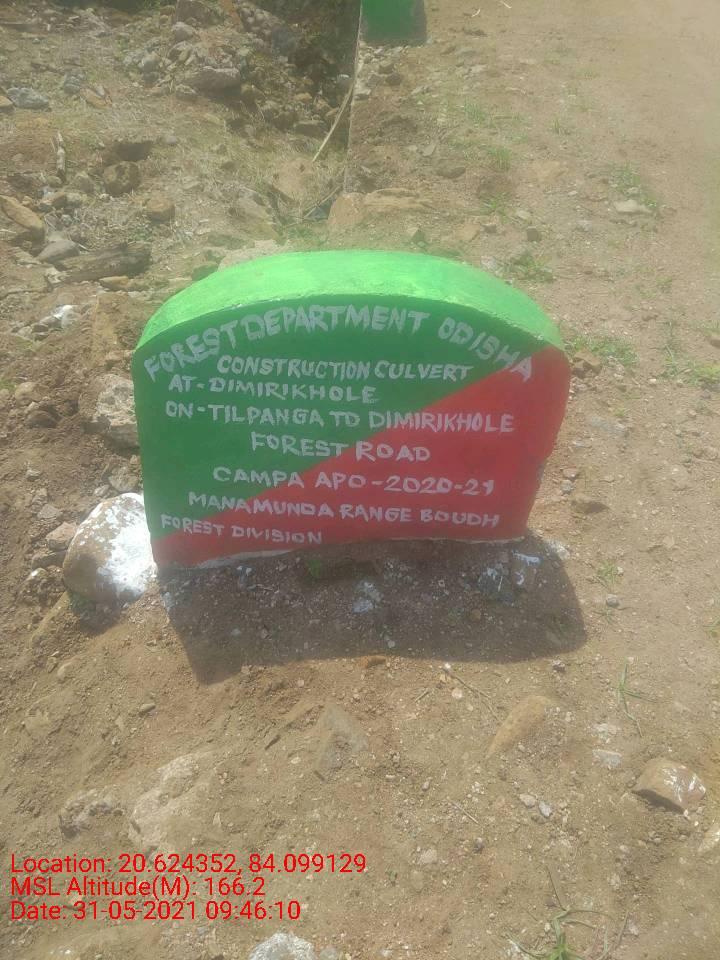 FOREST DEPARTMENT ODISHA
CONSTRUCTION CULVERT
AT-DIMIRIKHOLE
ON-TILPANGA TO DIMIRIKHOLE
FOREST ROAD
CAMPA APO-2020-21
MANAMUNDA RANGE BOUDH
FOREST DIVISION
Location: 20.624352, 84.099129
MSL Altitude(M): 166.2
Date: 31-05-2021 09:46:10